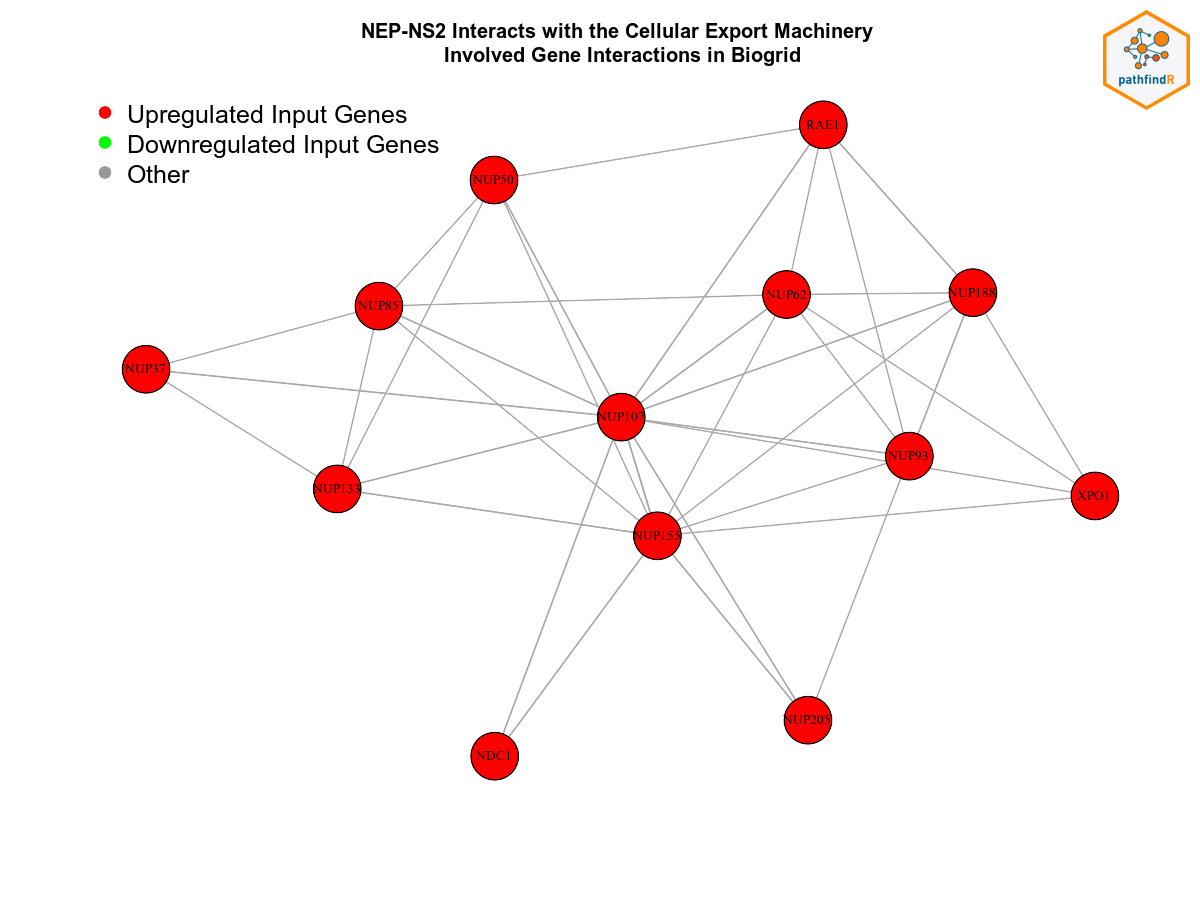 NEP-NS2 Interacts with the Cellular Export Machinery
Involved Gene Interactions in Biogrid
pathfindR
Upregulated Input Genes
Downregulated Input Genes
Other
RAE1
NUP50
NUP62
NUP188
NUP85
NUP37
NUP107
NUP93
NUP133
XPO1
NUP155
NUP205
NDC1